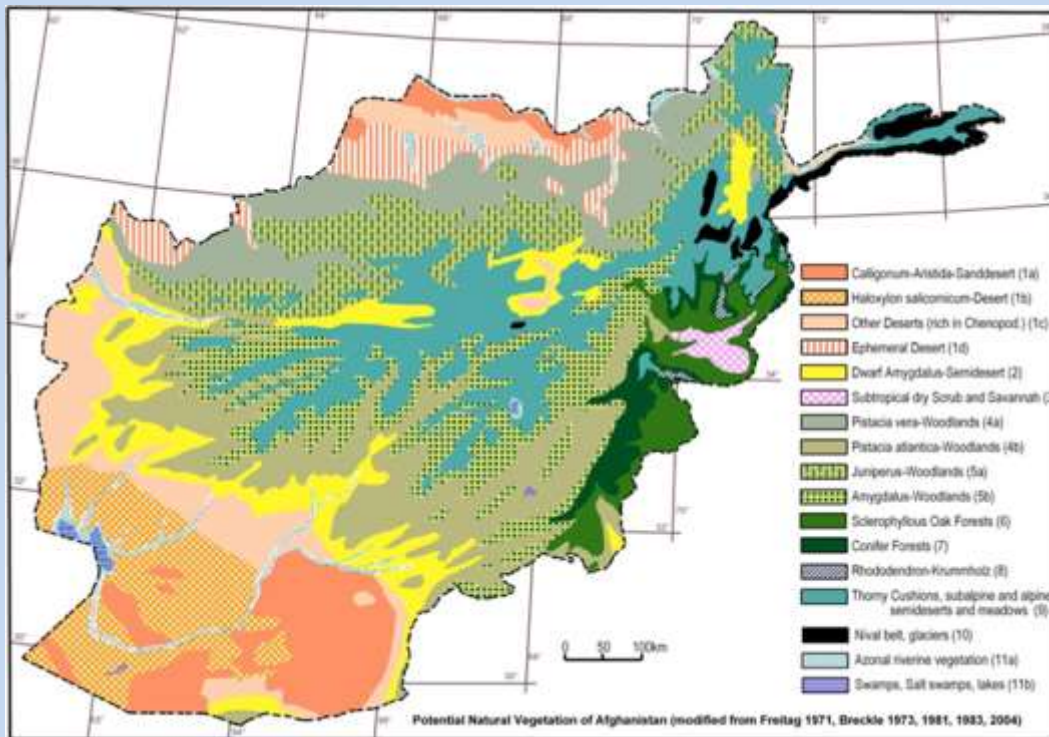 Calligonum-Aristida-Sanddesert (1a)
Haloxylon salicornicum-Desert (1b)
Other Deserts (rich in Chenopod.) (1c)
Ephemeral Desert (1d)
Dwarf Amygdalus-Semidesert (2)
Subtropical dry Scrub and Savannah (
Pistacia vera-Woodlands (4a)
Pistacia atlantica-Woodlands (4b)
Juniperus-Woodlands (5a)
Amygdalus-Woodlands (5b)
Sclerophyllous Oak Forests (6)
Conifer Forests (7)
Rhododendron-Krummholz (8)
Thorny Cushions, subalpine and alpine
semideserts and meadows (9)
Nival belt, glaciers (10)
Azonal riverine vegetation (11a)
Swamps, Salt swamps, lakes (11b)
0 50 100km
Potential Natural Vegetation of Afghanistan (modified from Freitag 1971, Breckle 1973, 1981, 1983, 2004)